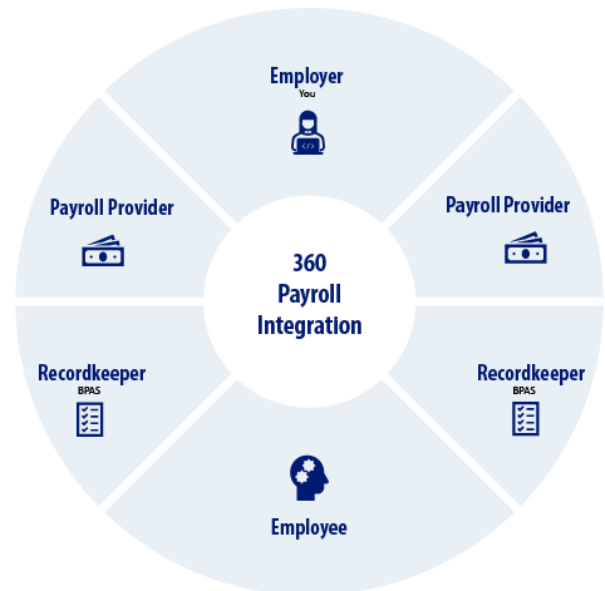 Employer
You
Payroll Provider
Payroll Provider
360
Payroll
Integration
Recordkeeper
BPAS
Recordkeeper
BPAS
Employee